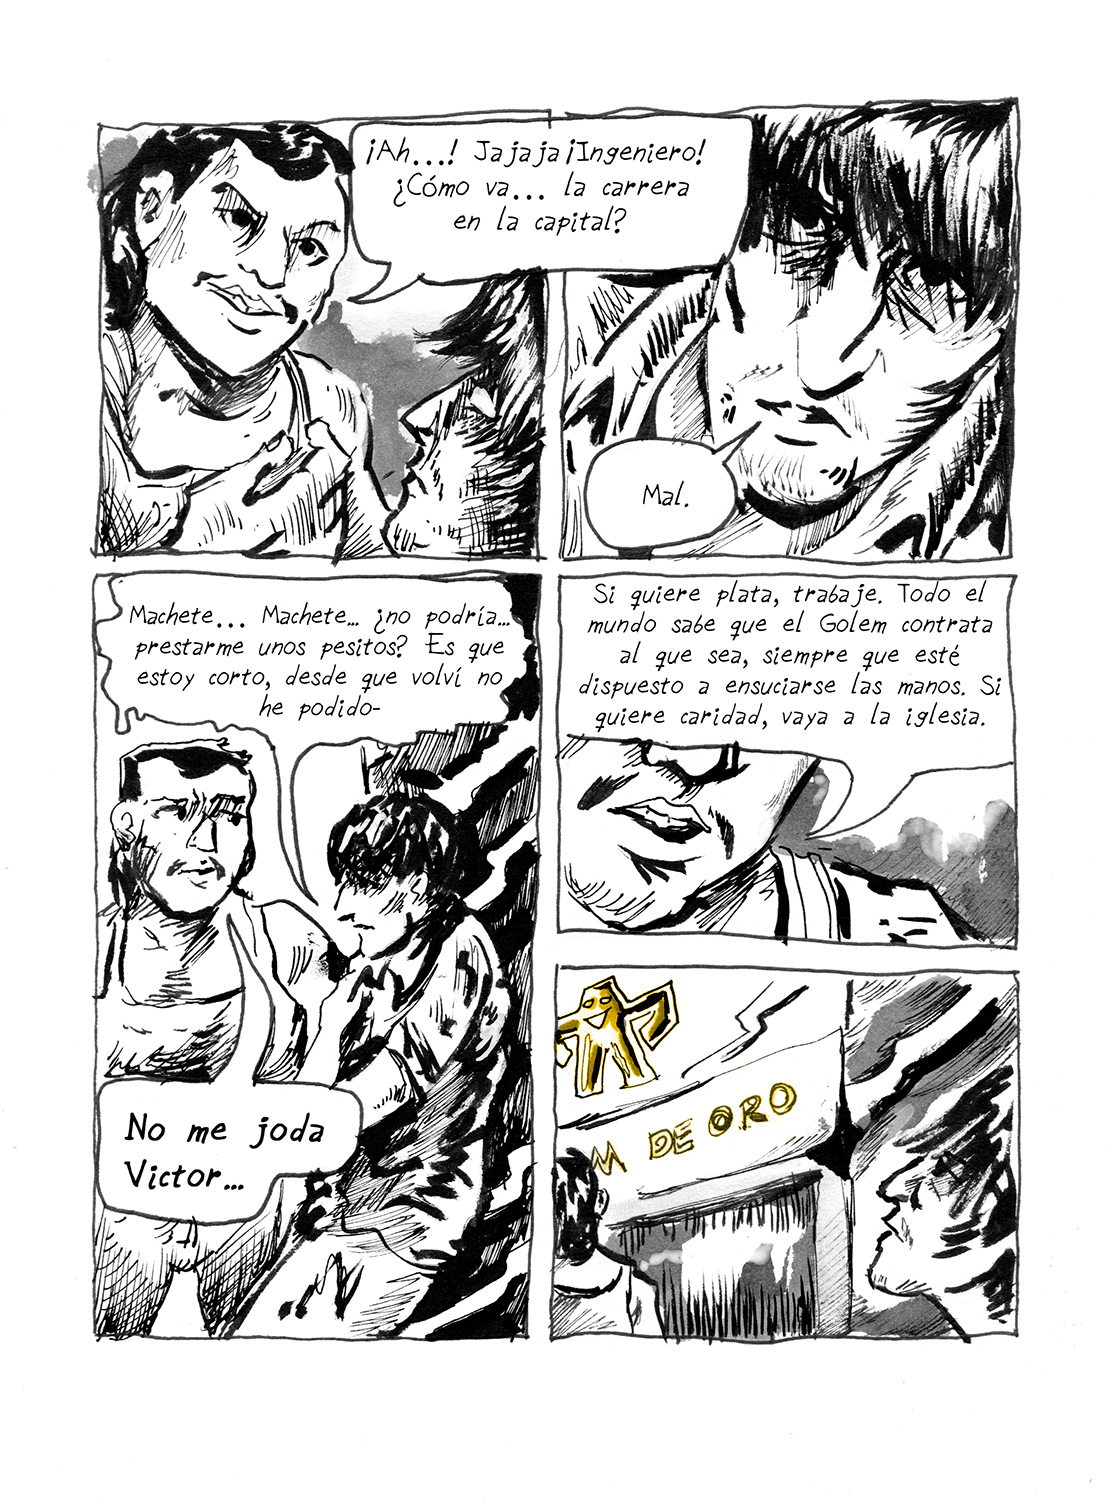 ¡Ah...! Jajaja ¡Ingeniero!
¿Cómo va... la carrera
en la capital?
Mal.
Machete... Machete... ¿no podría...
prestarme unos pesitos? Es que
estoy corto, desde que volví no
he podido-
No me joda
Victor...
Si quiere plata, trabaje. Todo el
mundo sabe que el Golem contrata
al que sea, siempre que esté
dispuesto a ensuciarse las manos. Si
quiere caridad, vaya a la iglesia.
M DE ORO